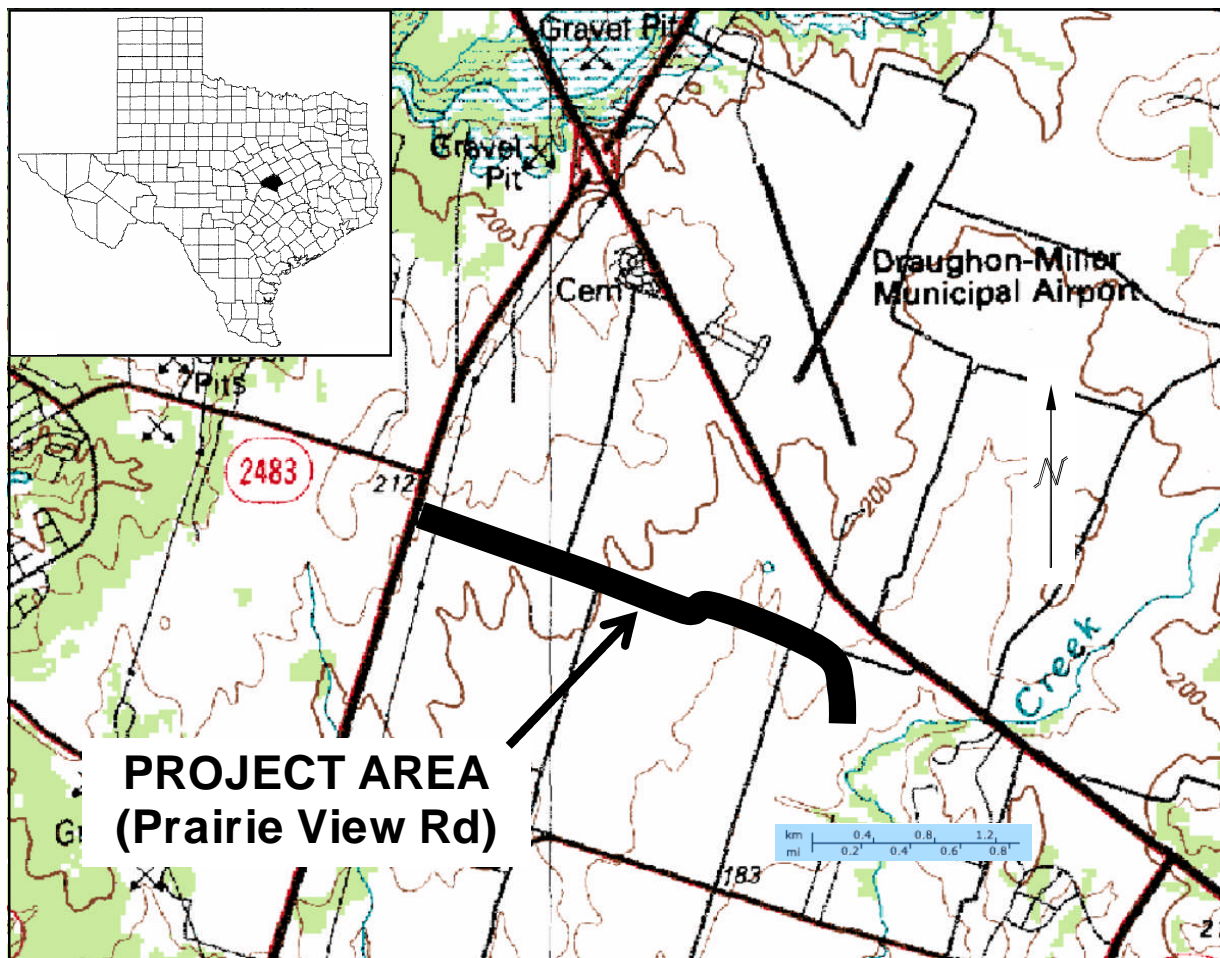 Gravel Pit
Gravel
Pit
200
Cem
Draughon-Miller
Municipal Airport
Pits
2483
212
200
N
Creek
200
PROJECT AREA
(Prairie View Rd)
km 0.4 0.8 1.2
mi 0.2 0.4 0.6 0.8
183